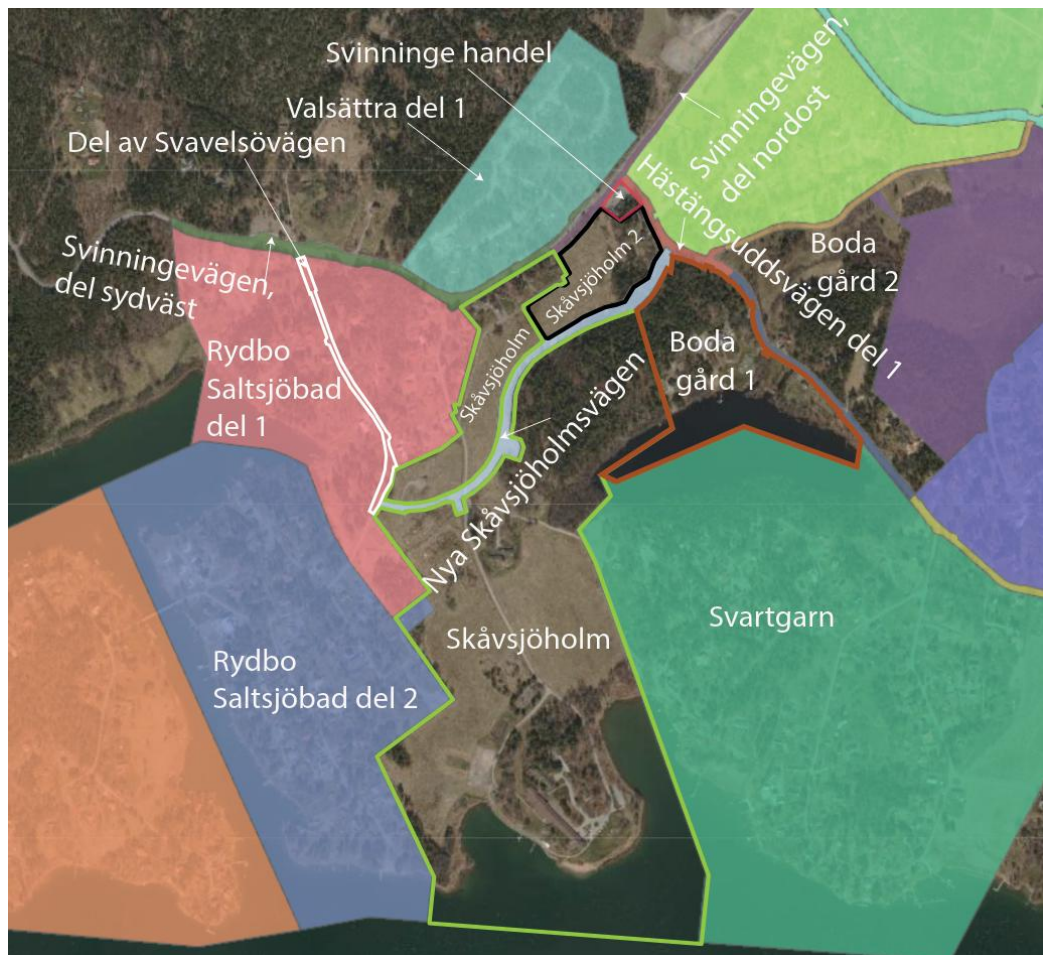 Svinninge handel
Valsättra del 1
Del av Svavelsövägen
Svinningevägen,
del nordost
Hästängsuddsvägen del 1
Svinningevägen,
del sydväst
Skåvsjöholm 2
Boda
gård 2
Rydbo
Saltsjöbad
del 1
Skåvsjöholm
Boda
gård 1
Nya Skåvsjöholmsvägen
Svartgarn
Skåvsjöholm
Rydbo
Saltsjöbad del 2